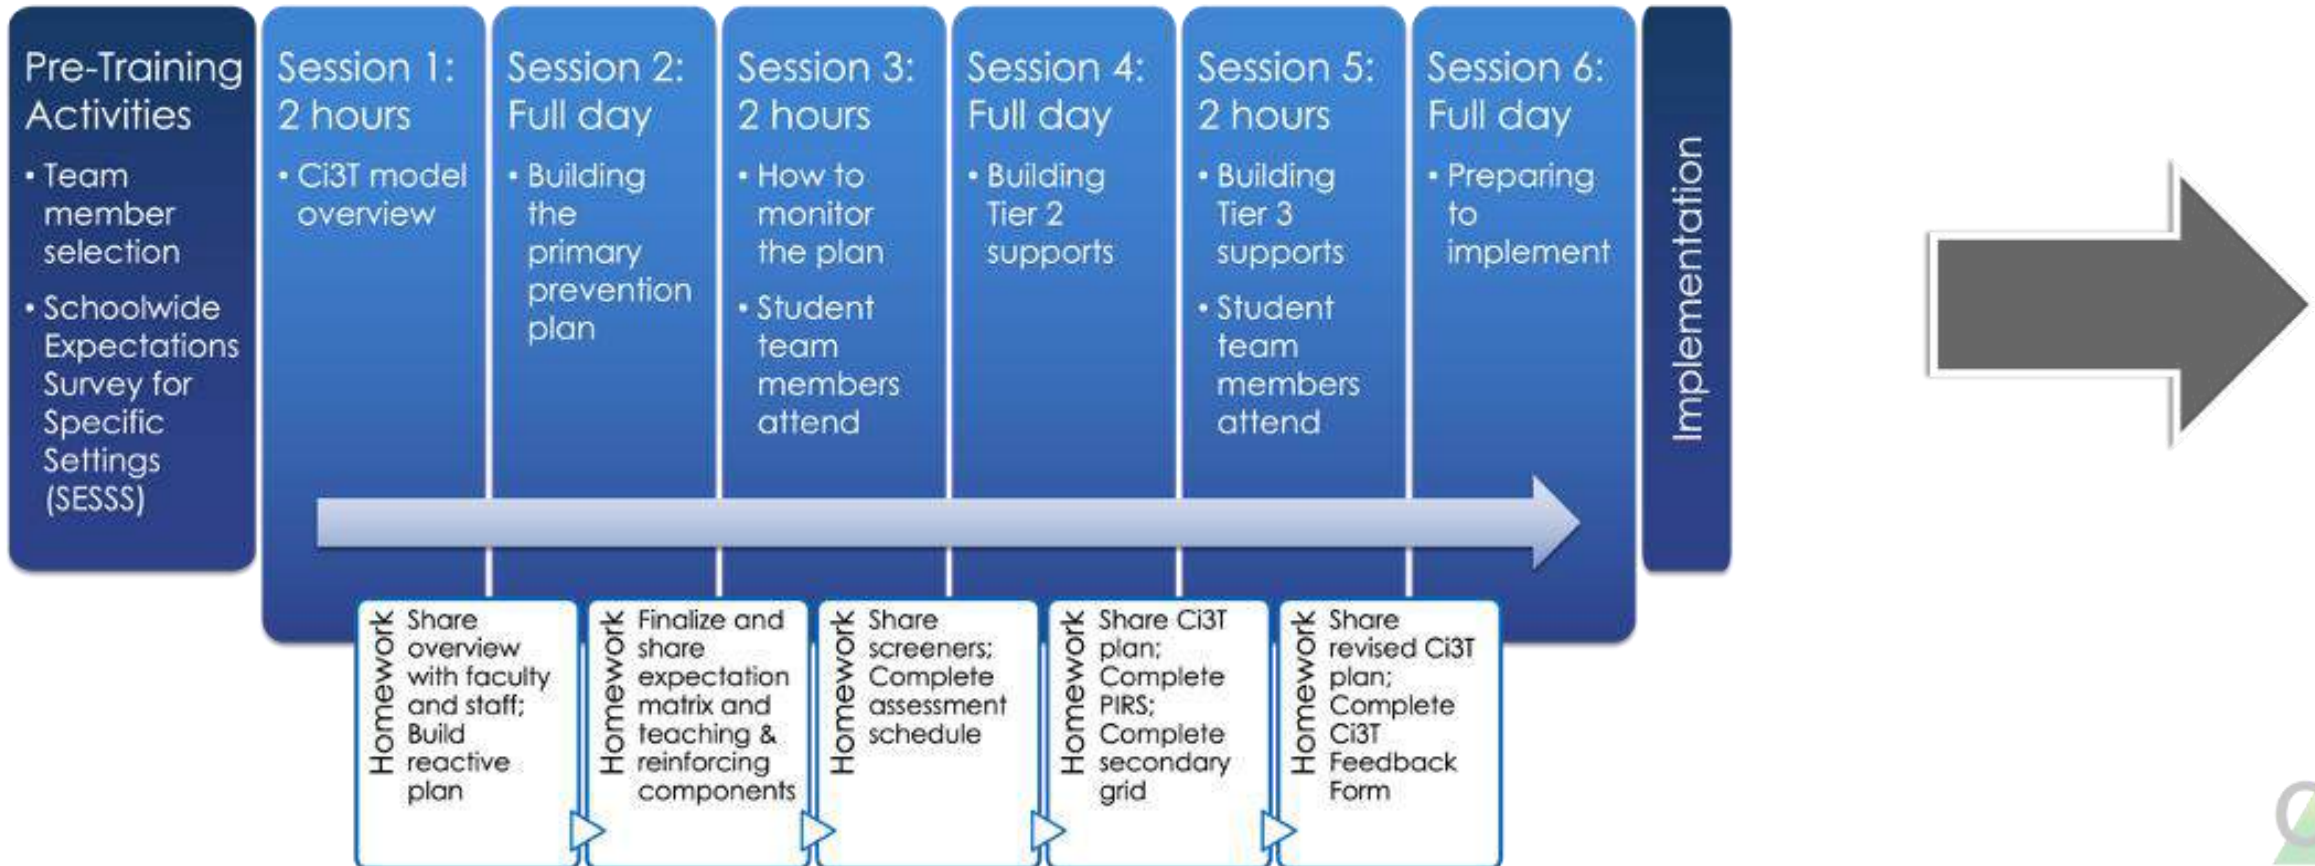 Pre-Training
Activities
• Team
member
selection
• Schoolwide
Expectations
Survey for
Specific
Settings
(SESSS)
Session 1:
2 hours
• Ci3T model
overview
Session 2:
Full day
• Building
the
primary
prevention
plan
Session 3:
2 hours
• How to
monitor
the plan
• Student
team
members
attend
Session 4:
Full day
• Building
Tier 2
supports
Session 5:
2 hours
• Building
Tier 3
supports
• Student
team
members
attend
Session 6:
Full day
• Preparing
to
implement
Implementation
Homework
Share
overview
with faculty
and staff;
Build
reactive
plan
Homework
Finalize and
share
expectation
matrix and
teaching &
reinforcing
components
Homework
Share
screeners;
Complete
assessment
schedule
Homework
Share Ci3T
plan;
Complete
PIRS;
Complete
secondary
grid
Homework
Share
revised Ci3T
plan;
Complete
Ci3T
Feedback
Form